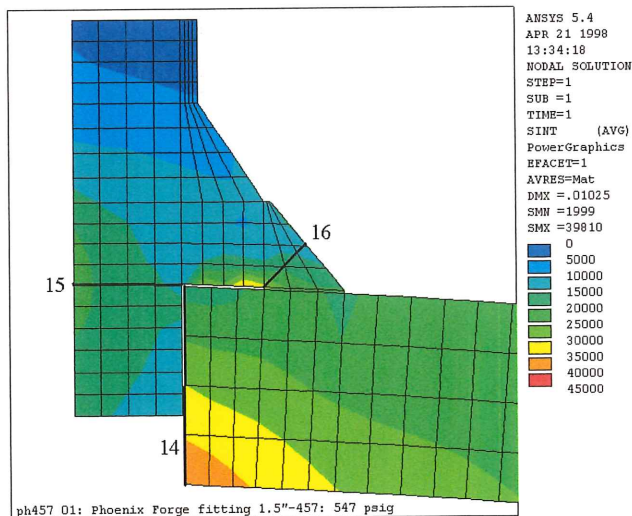 ANSYS 5.4
APR 21 1998
13:34:18
NODAL SOLUTION
STEP=1
SUB =1
TIME=1
SINT (AVG)
PowerGraphics
EFACET=1
AVRES=Mat
DMX =.01025
SMN =1999
SMX =39810
0
5000
10000
15000
20000
25000
30000
35000
40000
45000
16
15
14
ph457 01: Phoenix Forge fitting 1.5"-457: 547 psig